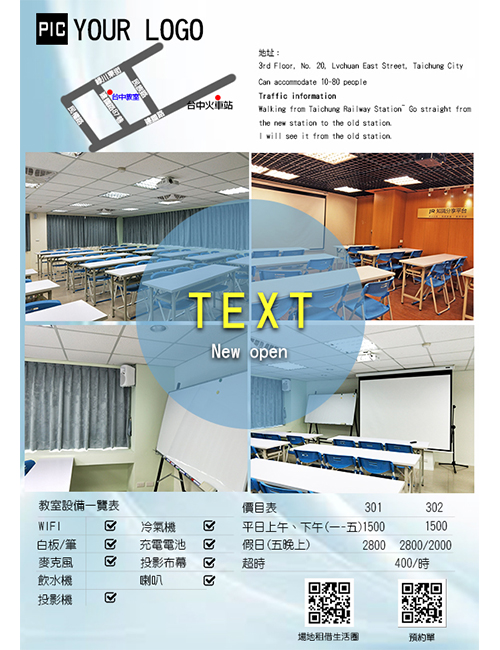 PIC YOUR LOGO
台中教室
台中火車站
地址：
3rd Floor, No. 20, Lvchuan East Street, Taichung City
Can accommodate 10-80 people
Traffic information
Walking from Taichung Railway Station~ Go straight from
the new station to the old station.
I will see it from the old station.
知識分享平台
TEXT
New open
教室設備一覽表
WIFI ☑ 冷氣機 ☑
白板/筆 ☑ 充電電池 ☑
麥克風 ☑ 投影布幕 ☑
飲水機 喇叭 ☑
投影機 ☑
價目表 301 302
平日上午、下午(一-五)1500 1500
假日(五晚上) 2800 2800/2000
超時 400/時
場地租借生活圈
預約單